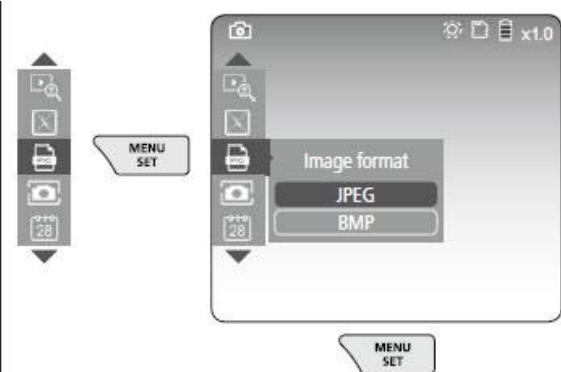 x1.0
MENU
SET
Image format
JPEG
BMP
28
28
MENU
SET